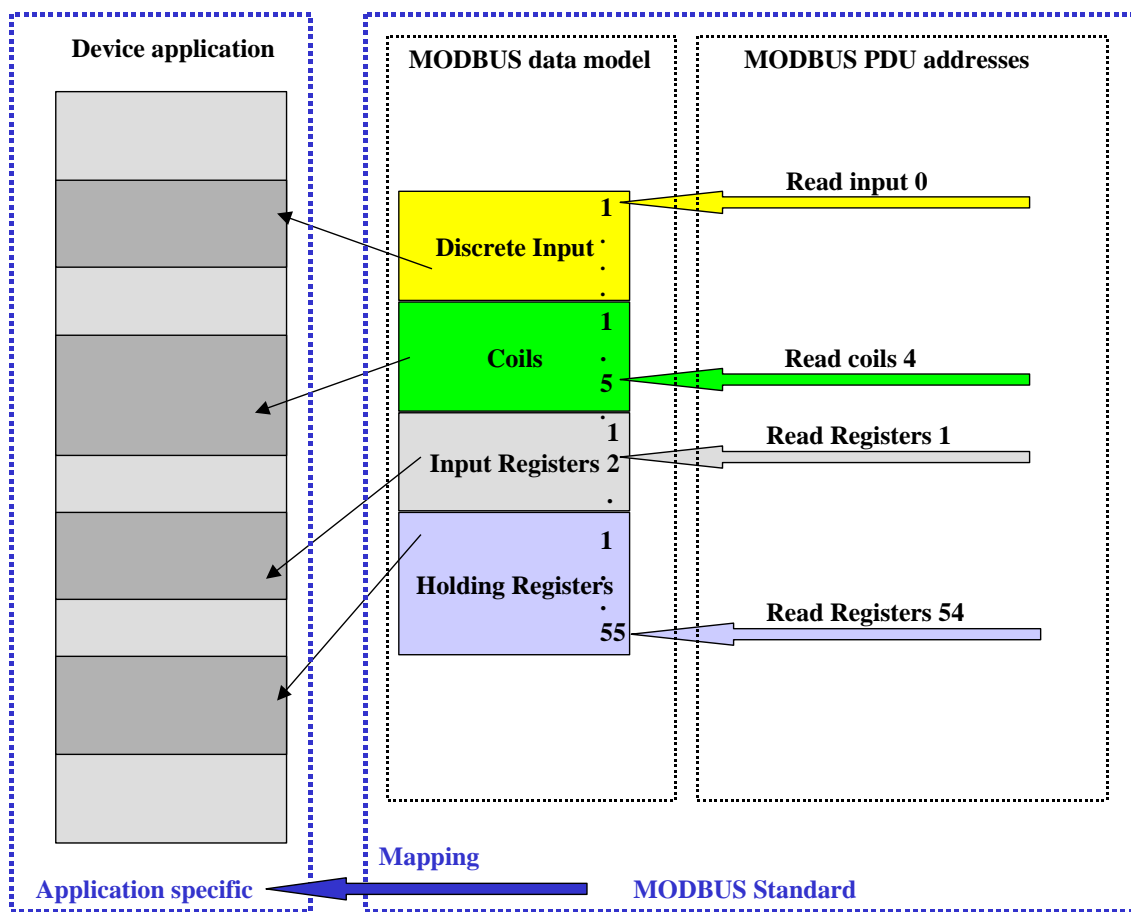 Device application
MODBUS data model
MODBUS PDU addresses
Read input 0
1
.
Discrete Input
.
.
1
Read coils 4
Coils
.
5
.
1
Read Registers 1
Input Registers 2
.
1
.
Holding Registers
.
Read Registers 54
55
Mapping
Application specific
MODBUS Standard